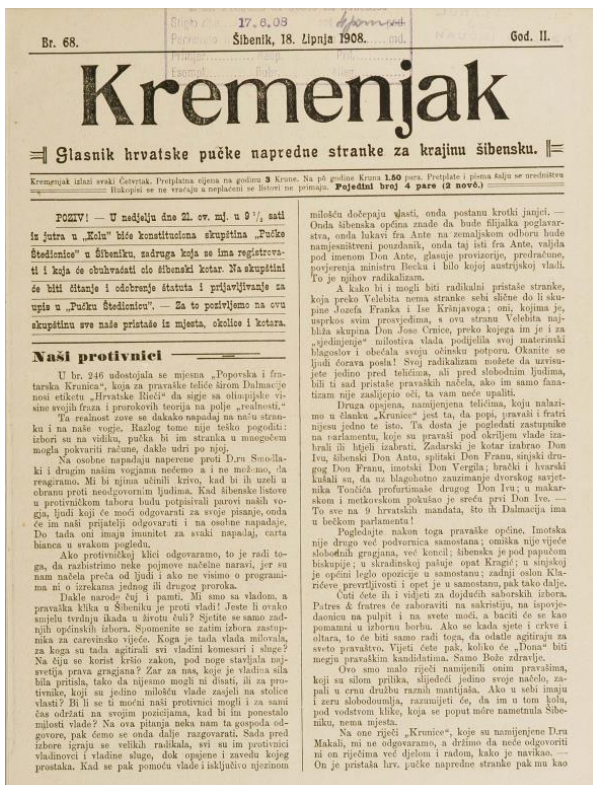 17.6.08
Br. 68.
Šibenik, 18. Lipnja 1908.
God. II.
Kremenjak
Glasnik hrvatske pučke napredne stranke za krajinu šibensku.
Kremenjak izlazi svaki Četvrtak. Pretplatna cijena na godinu 3 Krune. Na po godine Kruna 1.50 para. Pretplate i pisma šalju se uredništvu
Rukopisi se ne vraćaju a neplaćeni se listovi ne primaju. Pojedini broj 4 pare (2 novč.)
POZIV! — U nedjelju dne 21. ov. mj. u 9 1/2 sati
iz jutra u „Kolu" biće konstituciona skupština „Pučke
Štedionice" u Šibeniku, zadruga koja se ima registrova-
ti i koja će obuhvaćati cio šibenski kotar. Na skupštini
će biti čitanje i odobrenje štatuta i prijavljivanje za
upis u „Pučku Štedionicu". — Za to pozivljemo na ovu
skupštinu sve naše pristaše iz mjesta, okolice i kotara.
Naši protivnici
U br. 246 udostojala se mjesna „Popovska i fra-
tarska Krunica", koja za pravaške teliće širom Dalmacije
nosi etiketu „Hrvatske Rieči" da sigje sa olimpijske vi-
sine svojih fraza i prorokovih teorija na polje „realnosti."
Ta realnost zove se dakako napadaj na našu stran-
ku i na naše vogje. Razlog tome nije teško pogoditi:
izbori su na vidiku, pučka bi im stranka u mnogočem
mogla pokvariti račune, dakle udri po njoj.
Na osobne napadaje naperene proti D.ru Smodla-
ki i drugim našim vogjama nećemo a i ne možemo, da
reagiramo. Mi bi njima učinili krivo, kad bi ih uzeli u
obranu proti neodgovornim ljudima. Kad šibenske listove
u protivničkom taboru budu potpisivali parovi naših vo-
gja, ljudi koji će moći odgovarati za svoje pisanje, onda
će im naši prijatelji odgovarati i na osobne napadaje.
Do tada oni imaju imunitet za svaki napadaj, carta
bianca u svakom pogledu.
Ako protivničkoj klici odgovaramo, to je radi to-
ga, da razbistrimo neke pojmove načelne naravi, jer su
nam načela preča od ljudi i ako ne visimo o programi-
ma ni o izrekama jednog ili drugog proroka.
Dakle narode čuj i pamti. Mi smo sa vladom, a
pravaška klika u Šibeniku je proti vladi! Jeste li ovako
smjelu tvrdnju ikada u životu čuli? Sjetite se samo zad-
njih općinskih izbora. Spomenite se zatim izbora zastup-
nika za carevinsko vijeće. Koga je tada vlada milovala,
za koga su tada agitirali svi vladini komesari i sluge?
Na čiju se korist kršio zakon, pod noge stavljala naj-
svetija prava gragjana? Zar za nas, koje je vladina sila
bila pritisla, tako da nijesmo mogli ni disati, ili za pro-
tivnike, koji su jedino milošću vlade zasjeli na stolice
vlasti? Bi li se ti moćni naši protivnici mogli i za sami
čas održati na svojim pozicijama, kad bi im ponestalo
milosti vlade? Na ova pitanja neka nam ta gospoda od-
govore, pak ćemo se onda dalje razgovarati. Sada pred
izbore igraju se velikih radikala, svi su im protivnici
vladinovci i vladine sluge, dok opsjene i zavedu kojeg
prostaka. Kad se pak pomoću vlade i isključivo njezinom
milošću dočepaju vlasti, onda postanu krotki janjci. —
Onda šibenska općina znade da bude filijalka poglavar-
stva, onda lukavi fra Ante na zemaljskom odboru bude
namjesništveni pouzdanik, onda taj isti fra Ante, valjda
pod imenom Don Ante, glasuje provizorije, predračune,
povjerenja ministru Becku i bilo kojoj austrijskoj vladi.
To je njihov radikalizam.
A kako bi i mogli biti radikalni pristaše stranke,
koja preko Velebita nema stranke sebi slične do li sku-
pine Jozefa Franka i Ise Kršnjavoga; oni, kojima je,
usprkos svim prosvjedima, s ovu stranu Velebita naj-
bliža skupina Don Jose Crnice, preko kojega im je i za
„sjedinjenje" milostiva vlada podijelila svoj materinski
blagoslov i obećala svoju očinsku potporu. Okanite se
ljudi ćorava posla! Svoj radikalizam možete da uzvisu-
jete jedino pred telićima, ali pred slobodnim ljudima,
bili ti sad pristaše pravaških načela, ako im samo fana-
tizam nije zaslijepio oči, ta vam neće upaliti.
Druga opsjena, namijenjena telićima, koju nalazi-
mo u članku „Krunice" jest ta, da popi, pravaši i fratri
nijesu jedno te isto. Ta dosta je pogledati zastupnike
na parlamentu, koje su pravaši pod okriljem vlade iza-
brali ili htjeli izabrati. Zadarski je kotar izabrao Don
Ivu, šibenski Don Antu, splitski Don Franu, sinjski dru-
gog Don Franu, imotski Don Vergila; brački i hvarski
kušali su, da uz blagohotno zauzimanje dvorskog savjet-
nika Tončića profurtimaše drugog Don Ivu; u makar-
skom i metkovskom pokušao je sreću prvi Don Ive. —
To sve na 9 hrvatskih mandata, što ih Dalmacija ima
u bečkom parlamentu!
Pogledajte nakon toga pravaške općine. Imotska
nije drugo već podvornica samostana; omiška nije vijeće
slobodnih gragjana, već koncil; šibenska je pod papučom
biskupije; u skradinskoj pašuje opat Kragić; u sinjskoj
je općini leglo opozicije u samostanu; zadnji oslon Kla-
rićeve prevrtljivosti i opet je u samostanu, pak tako dalje.
Čuti ćete ih i vidjeti za dojdućih saborskih izbora.
Patres & fratres će zaboraviti na sakristiju, na ispovje-
daonicu na pulpit i na svete moći, a baciti će se kao
pomamni u izbornu borbu. Ako se kada sjete i crkve i
oltara, to će biti samo radi toga, da odatle agitiraju za
sveto pravaštvo. Vijeti ćete pak, koliko će „Dona" biti
megju pravaškim kandidatima. Samo Bože zdravlje.
Ovo smo malo riječi namijenili onim pravašima,
koji su silom prilika, slijedeći jedino svoje načelo, za-
pali u crnu družbu raznih mantijaša. Ako u sebi imaju
i zeru slobodoumlja, razumijeti će, da im u tom kolu,
pod vodstvom klike, koja se poput môre nametnula Šibe-
niku, nema mjesta.
Na one riječi „Krunice", koje su namijenjene D.ru
Makali, mi ne odgovaramo, a držimo da neće odgovoriti
ni on riječima već djelom i radom, kako je navikao. —
On je pristaša hrv. pučke napredne stranke pak mu kao